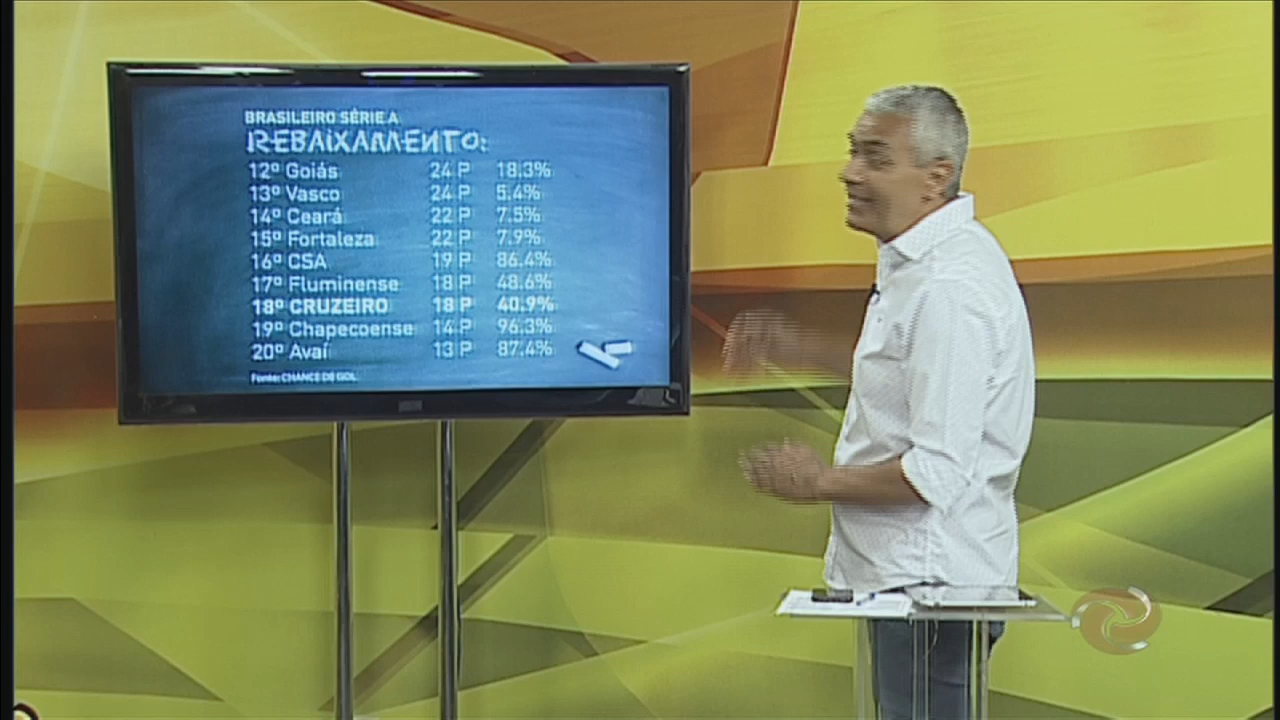 BRASILEIRO SÉRIE A
REBAIXAMENTO:
12º Goiás 24 P 18.3%
13º Vasco 24 P 5.4%
14º Ceará 22 P 7.5%
15º Fortaleza 22 P 7.9%
16º CSA 19 P 86.4%
17º Fluminense 18 P 48.6%
18º CRUZEIRO 18 P 40.9%
19º Chapecoense 14 P 96.3%
20º Avaí 13 P 87.4%
Fonte: CHANCE DE GOL